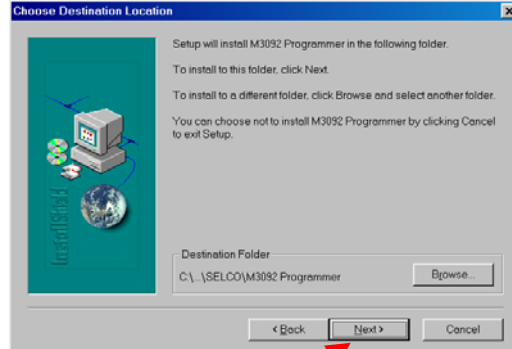 Choose Destination Location
Setup will install M3092 Programmer in the following folder.
To install to this folder, click Next.
To install to a different folder, click Browse and select another folder.
You can choose not to install M3092 Programmer by clicking Cancel
to exit Setup.
InstallShield
Destination Folder
C:\...\SELCO\M3092 Programmer
Browse...
< Back
Next >
Cancel